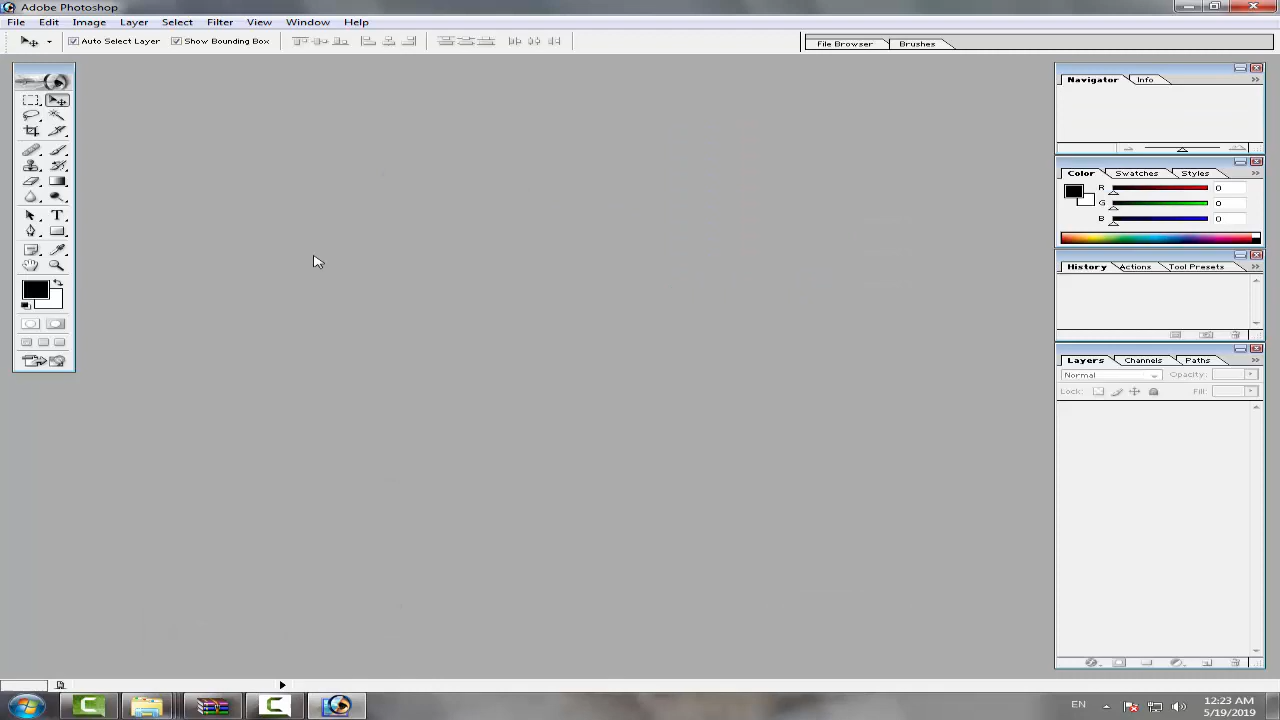 Adobe Photoshop
File Edit Image Layer Select Filter View Window Help
Auto Select Layer Show Bounding Box File Browser Brushes
Navigator Info
Color Swatches Styles
R 0
G 0
B 0
History Actions Tool Presets
Layers Channels Paths
Normal Opacity:
Lock: Fill:
EN 12:23 AM
5/19/2019